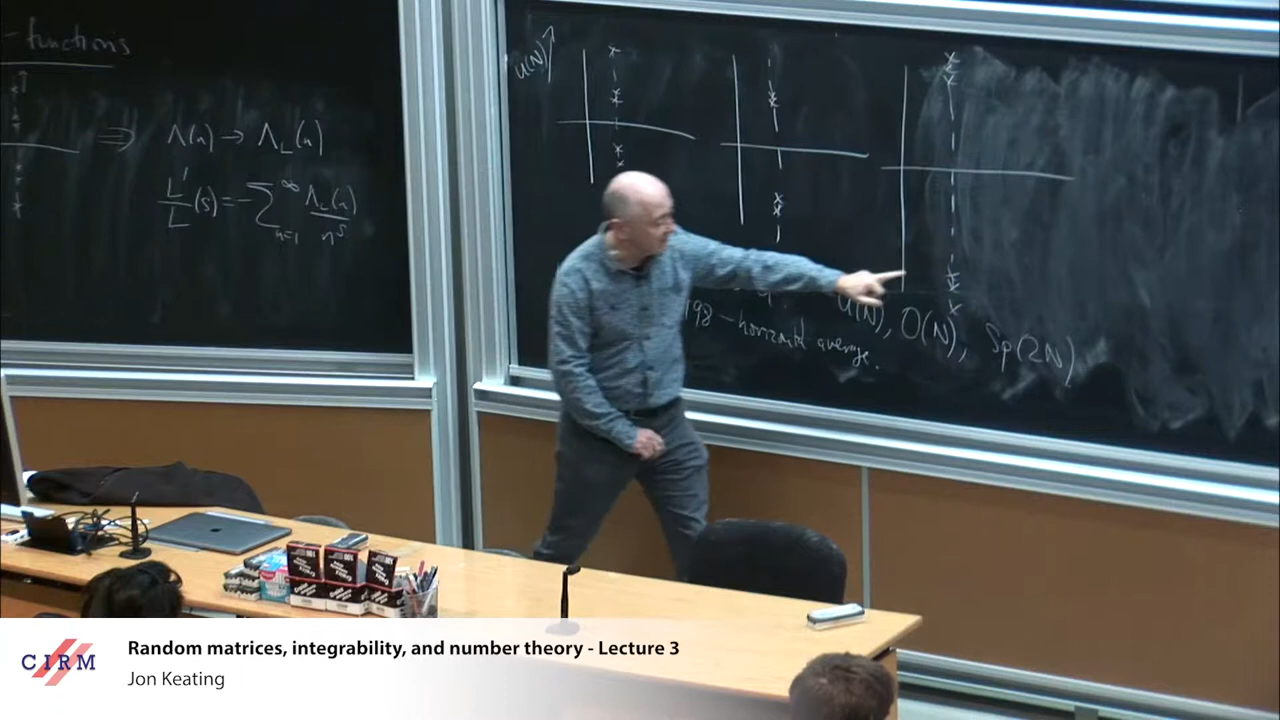 -functions
⟹ Λ(n) → Λ_L(n)
L'/L (s) = -∑_{n=1}^∞ Λ_L(n)/n^s
U(N) ↑
U(N), O(N), Sp(2N)
198 – horizontal average.
CIRM
Random matrices, integrability, and number theory - Lecture 3
Jon Keating